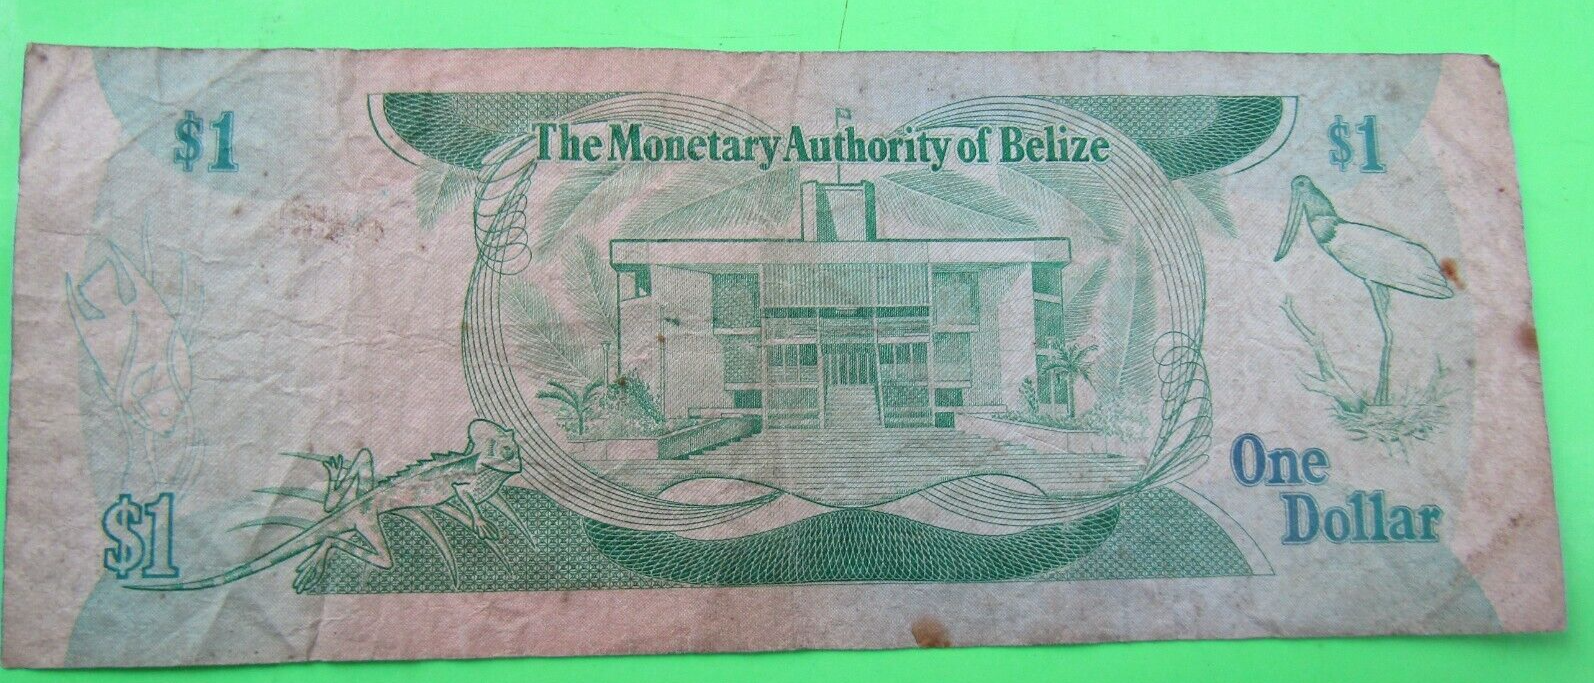 The Monetary Authority of Belize
$1
$1
$1
One
Dollar